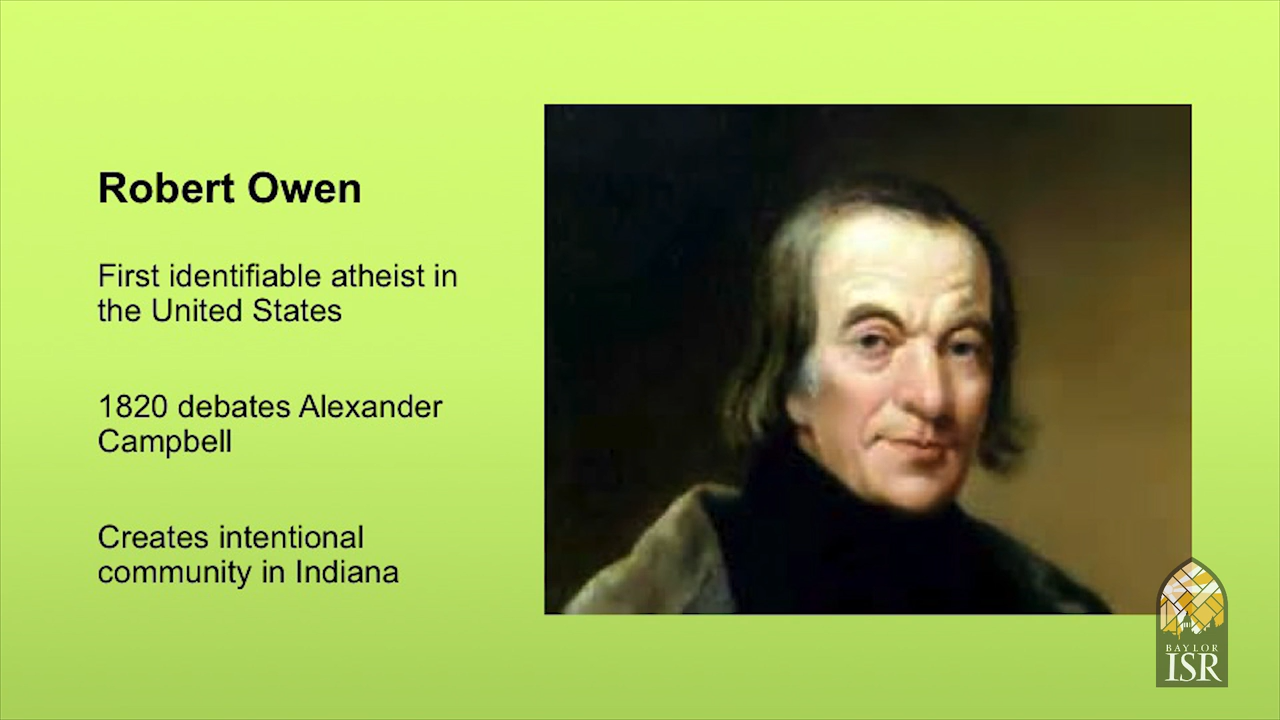 Robert Owen
First identifiable atheist in
the United States
1820 debates Alexander
Campbell
Creates intentional
community in Indiana
BAYLOR
ISR